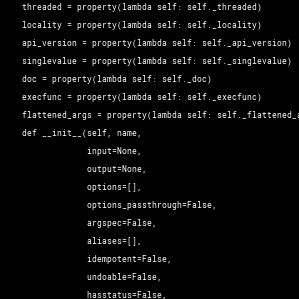 threaded = property(lambda self: self._threaded)
locality = property(lambda self: self._locality)
api_version = property(lambda self: self._api_version)
singlevalue = property(lambda self: self._singlevalue)
doc = property(lambda self: self._doc)
execfunc = property(lambda self: self._execfunc)
flattened_args = property(lambda self: self._flattened_a
def __init__(self, name,
input=None,
output=None,
options=[],
options_passthrough=False,
argspec=False,
aliases=[],
idempotent=False,
undoable=False,
hasstatus=False,